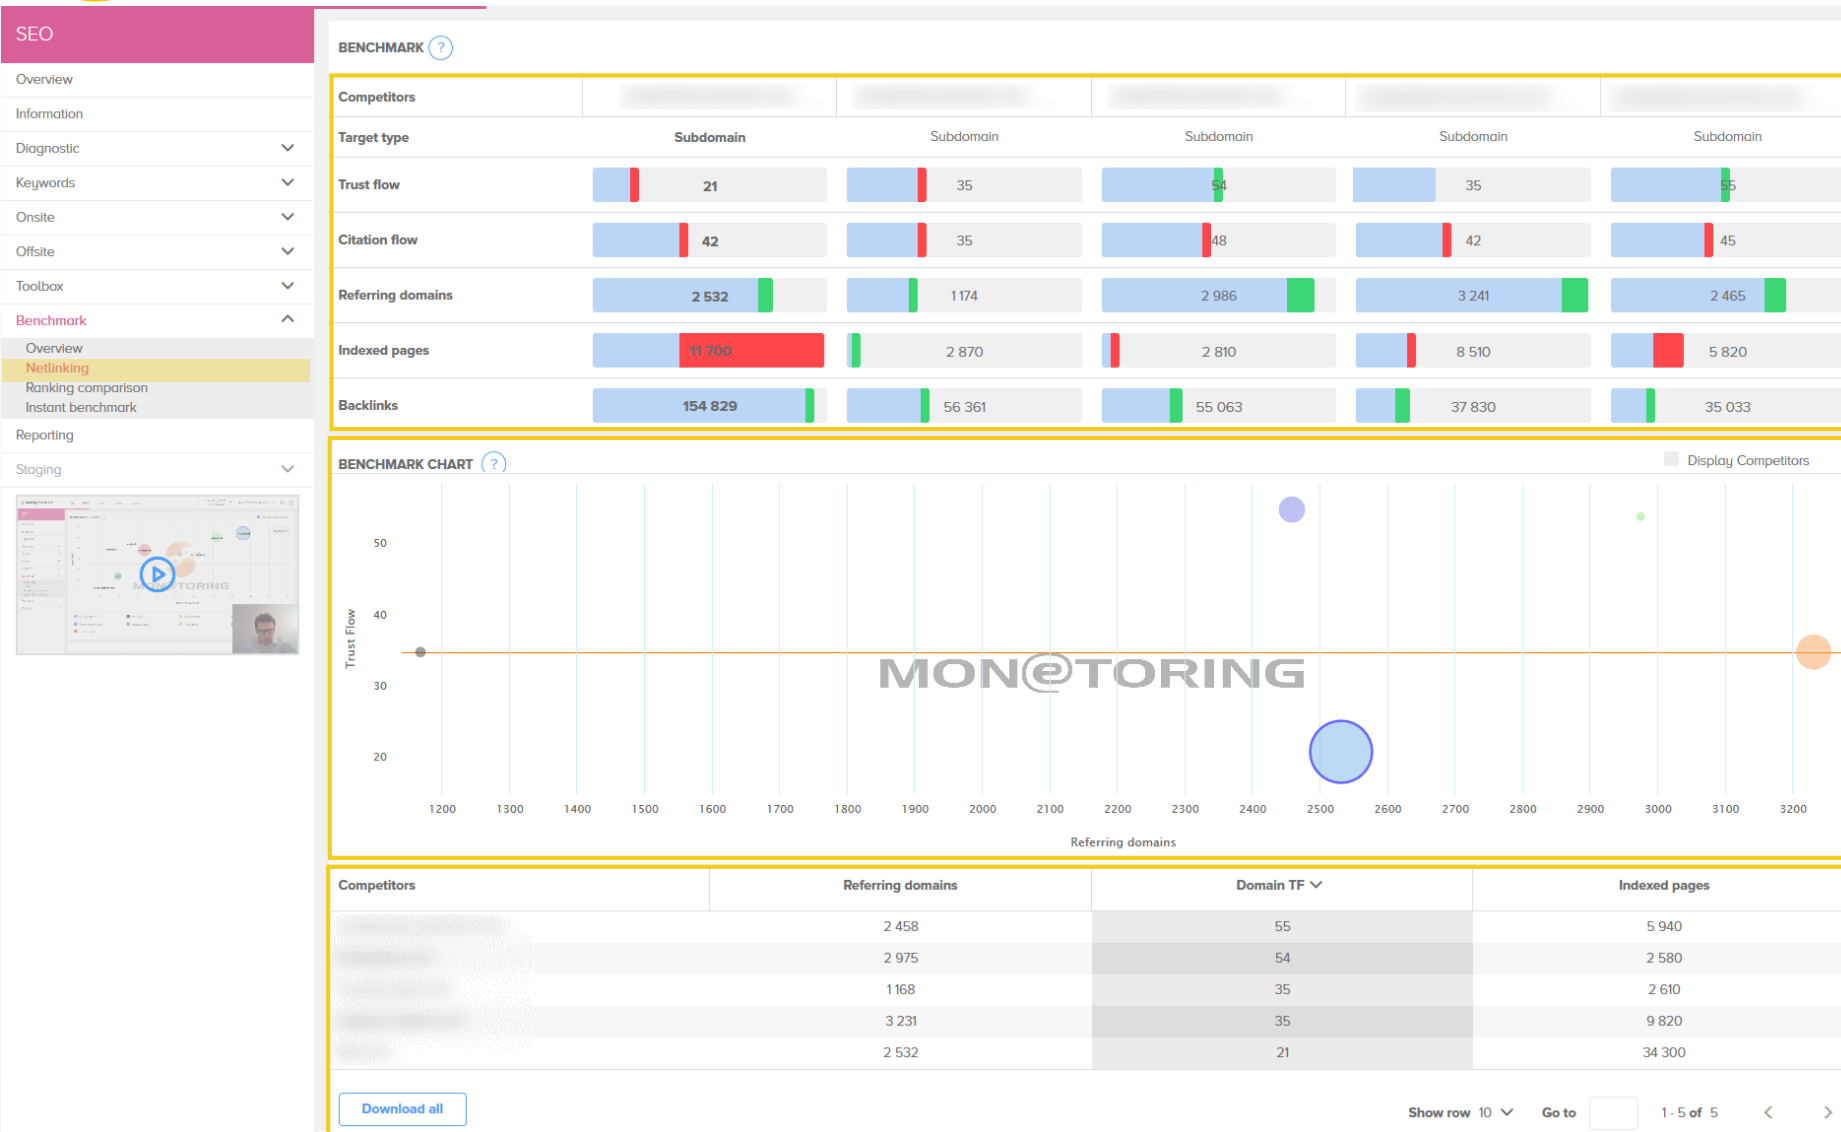 SEO
Overview
Information
Diagnostic
Keywords
Onsite
Offsite
Toolbox
Benchmark
Overview
Netlinking
Ranking comparison
Instant benchmark
Reporting
Staging
MON@TORING
BENCHMARK ?
Competitors
Target type Subdomain Subdomain Subdomain Subdomain Subdomain
Trust flow 21 35 54 35 55
Citation flow 42 35 48 42 45
Referring domains 2 532 1 174 2 986 3 241 2 465
Indexed pages 11 700 2 870 2 810 8 510 5 820
Backlinks 154 829 56 361 55 063 37 830 35 033
BENCHMARK CHART ?
Display Competitors
50
40
30
20
Trust Flow
MON@TORING
1200 1300 1400 1500 1600 1700 1800 1900 2000 2100 2200 2300 2400 2500 2600 2700 2800 2900 3000 3100 3200
Referring domains
Competitors Referring domains Domain TF Indexed pages
2 458 55 5 940
2 975 54 2 580
1 168 35 2 610
3 231 35 9 820
2 532 21 34 300
Download all
Show row 10 Go to 1 - 5 of 5